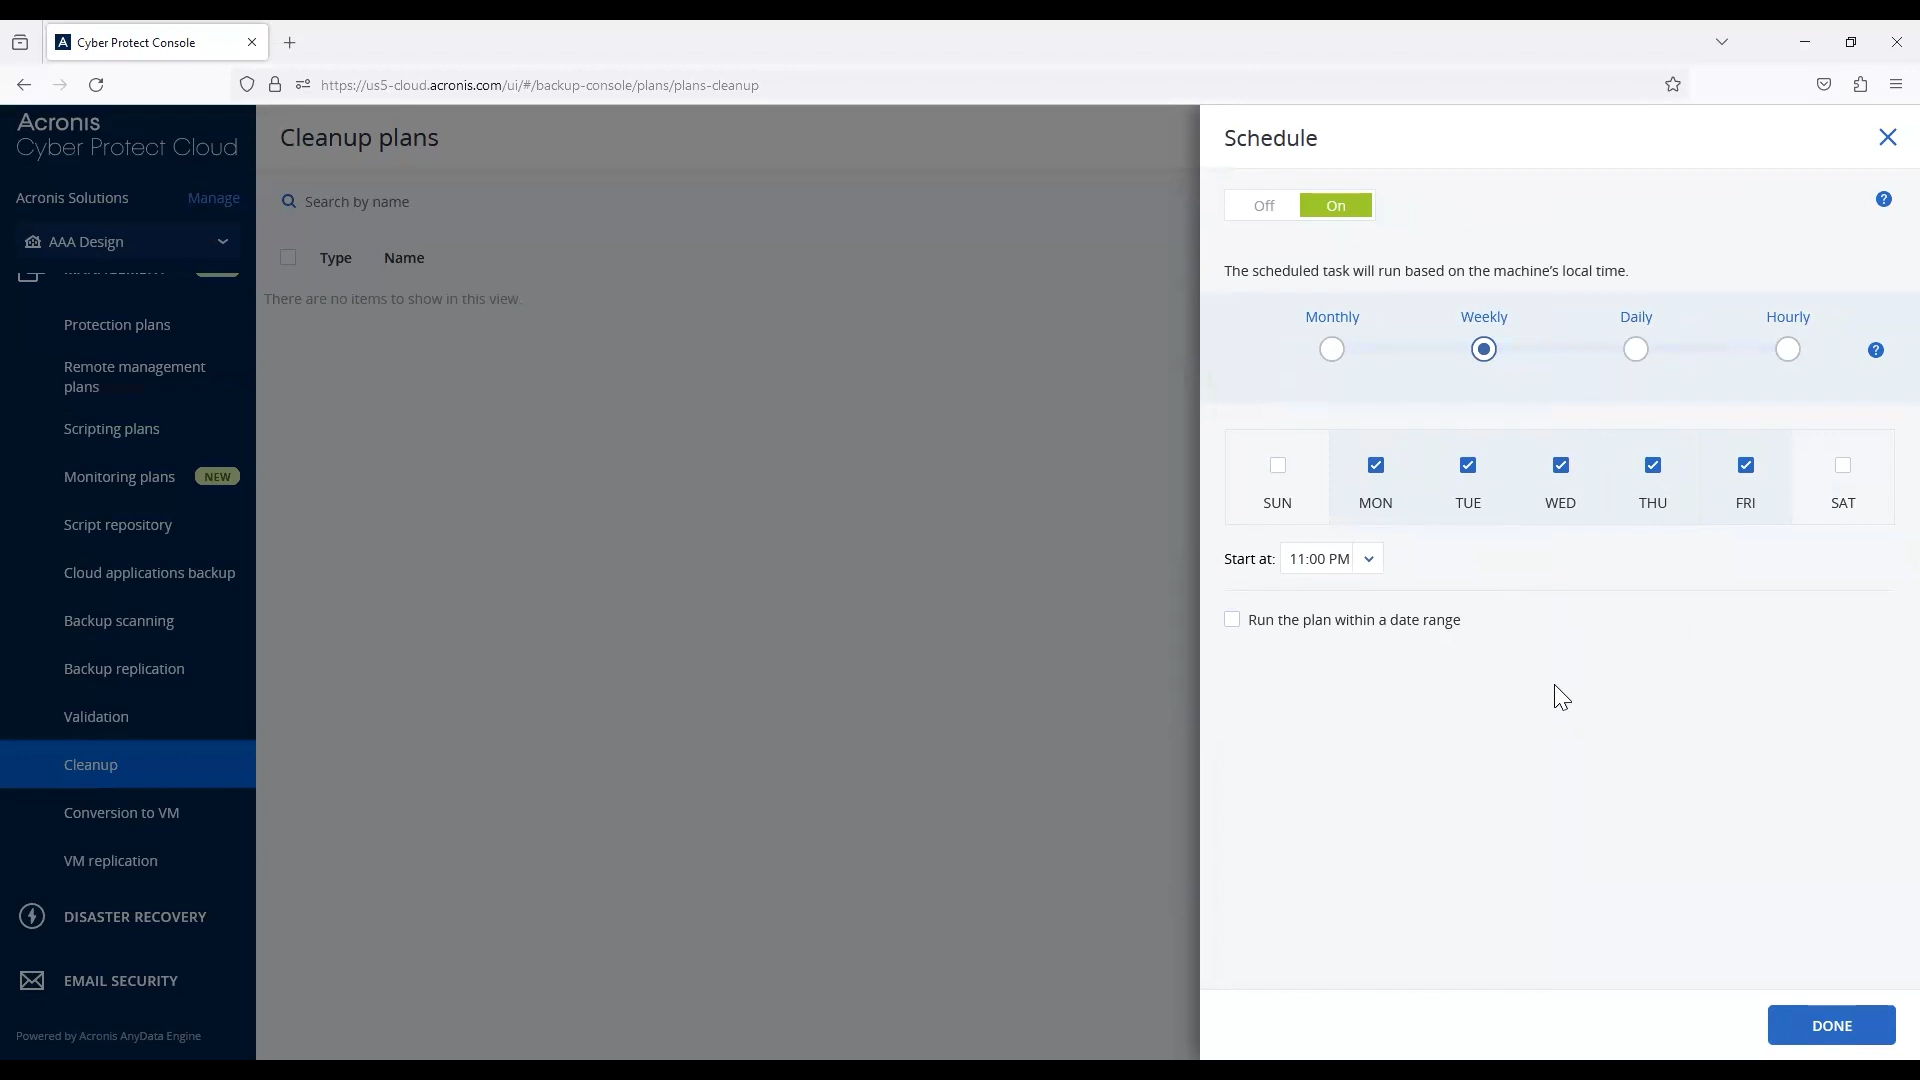 Cyber Protect Console
https://us5-cloud.acronis.com/ui/#/backup-console/plans/plans-cleanup
Acronis
Cyber Protect Cloud
Acronis Solutions
Manage
AAA Design
Protection plans
Remote management
plans
Scripting plans
Monitoring plans
NEW
Script repository
Cloud applications backup
Backup scanning
Backup replication
Validation
Cleanup
Conversion to VM
VM replication
DISASTER RECOVERY
EMAIL SECURITY
Powered by Acronis AnyData Engine
Cleanup plans
Search by name
Type Name
There are no items to show in this view.
Schedule
Off On
?
The scheduled task will run based on the machine’s local time.
Monthly Weekly Daily Hourly
?
SUN MON TUE WED THU FRI SAT
Start at: 11:00 PM
Run the plan within a date range
DONE